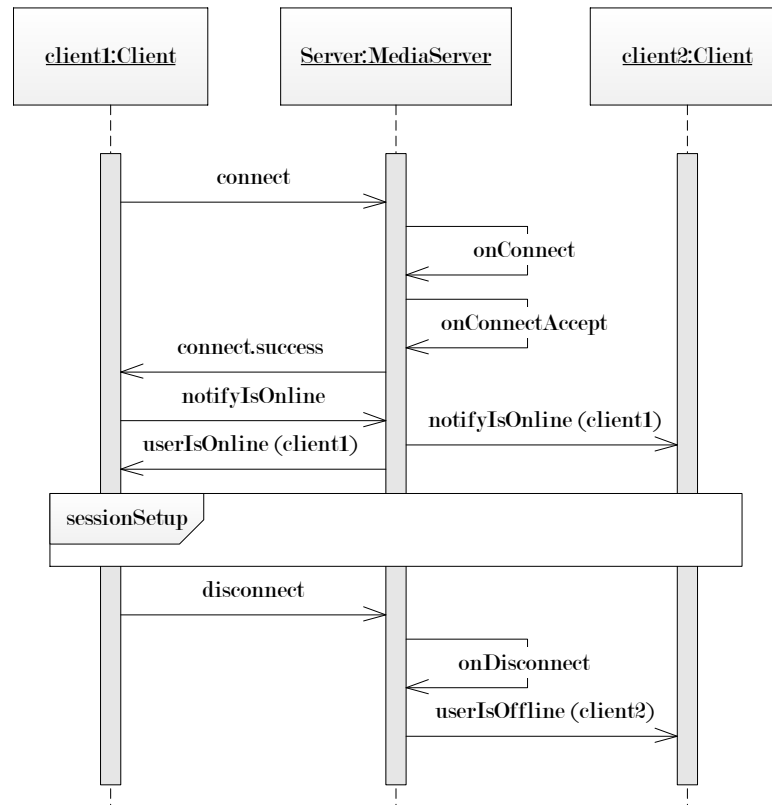 client1:Client
Server:MediaServer
client2:Client
connect
onConnect
onConnectAccept
connect.success
notifyIsOnline
notifyIsOnline (client1)
userIsOnline (client1)
sessionSetup
disconnect
onDisconnect
userIsOffline (client2)